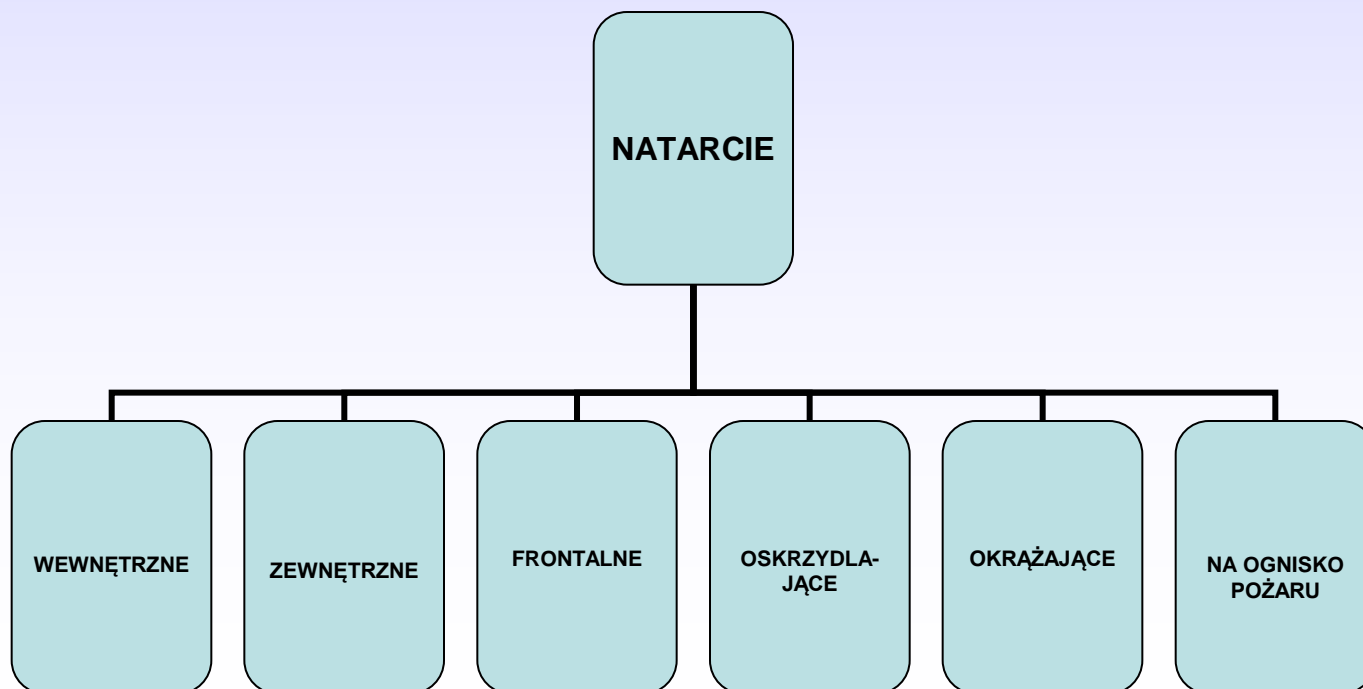 NATARCIE
WEWNĘTRZNE
ZEWNĘTRZNE
FRONTALNE
OSKRZYDLA-
JĄCE
OKRĄŻAJĄCE
NA OGNISKO
POŻARU